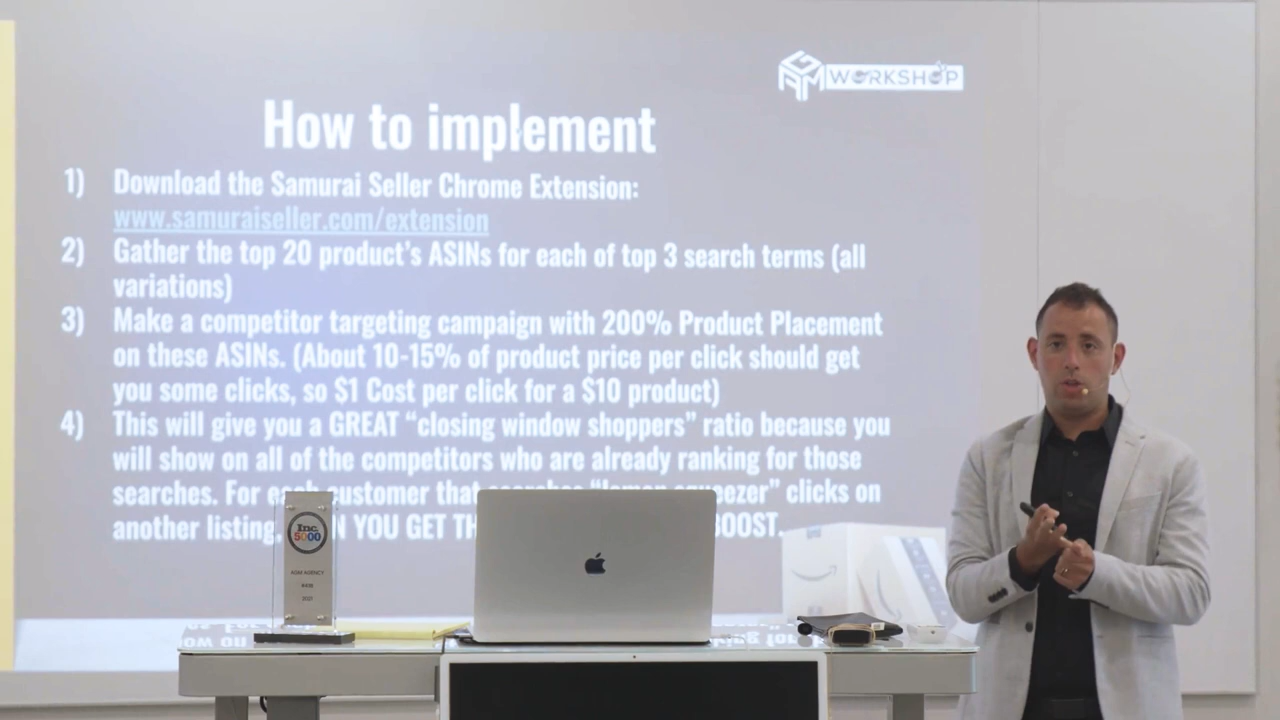 WORKSHOP
How to implement
1) Download the Samurai Seller Chrome Extension:
www.samuraiseller.com/extension
2) Gather the top 20 product's ASINs for each of top 3 search terms (all
variations)
3) Make a competitor targeting campaign with 200% Product Placement
on these ASINs. (About 10-15% of product price per click should get
you some clicks, so $1 Cost per click for a $10 product)
4) This will give you a GREAT “closing window shoppers” ratio because you
will show on all of the competitors who are already ranking for those
searches. For each customer that searches “lemon squeezer” clicks on
another listing, YOU GET BOOST.
Inc.
5000
AGENCY
2021